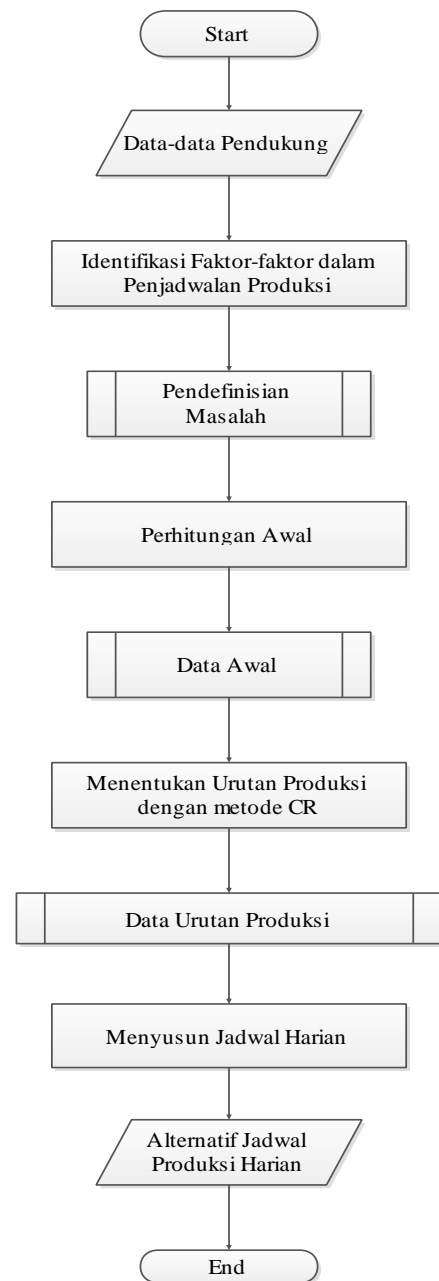 Start
Data-data Pendukung
Identifikasi Faktor-faktor dalam
Penjadwalan Produksi
Pendefinisian
Masalah
Perhitungan Awal
Data Awal
Menentukan Urutan Produksi
dengan metode CR
Data Urutan Produksi
Menyusun Jadwal Harian
Alternatif Jadwal
Produksi Harian
End